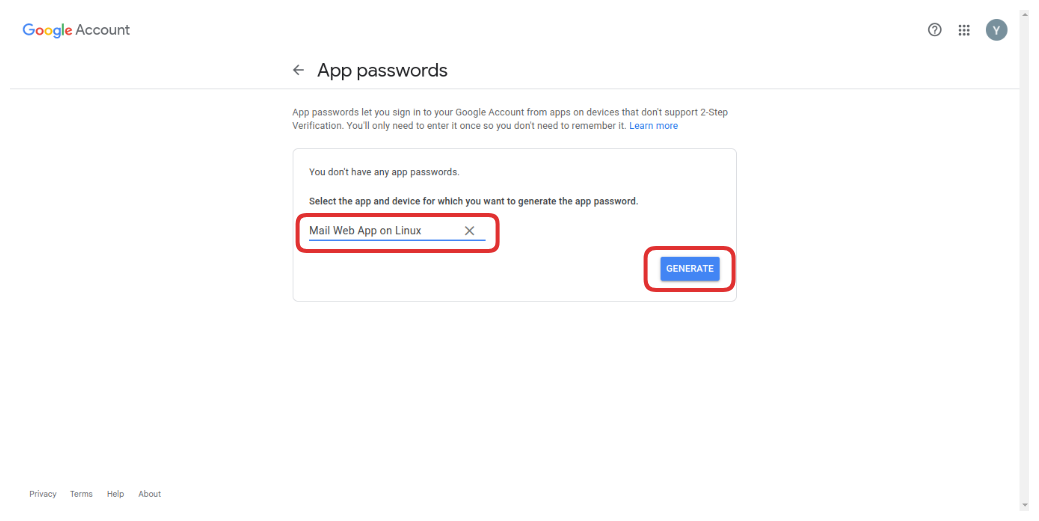 Google Account
Y
App passwords
App passwords let you sign in to your Google Account from apps on devices that don't support 2-Step
Verification. You'll only need to enter it once so you don't need to remember it. Learn more
You don't have any app passwords.
Select the app and device for which you want to generate the app password.
Mail Web App on Linux
GENERATE
Privacy Terms Help About